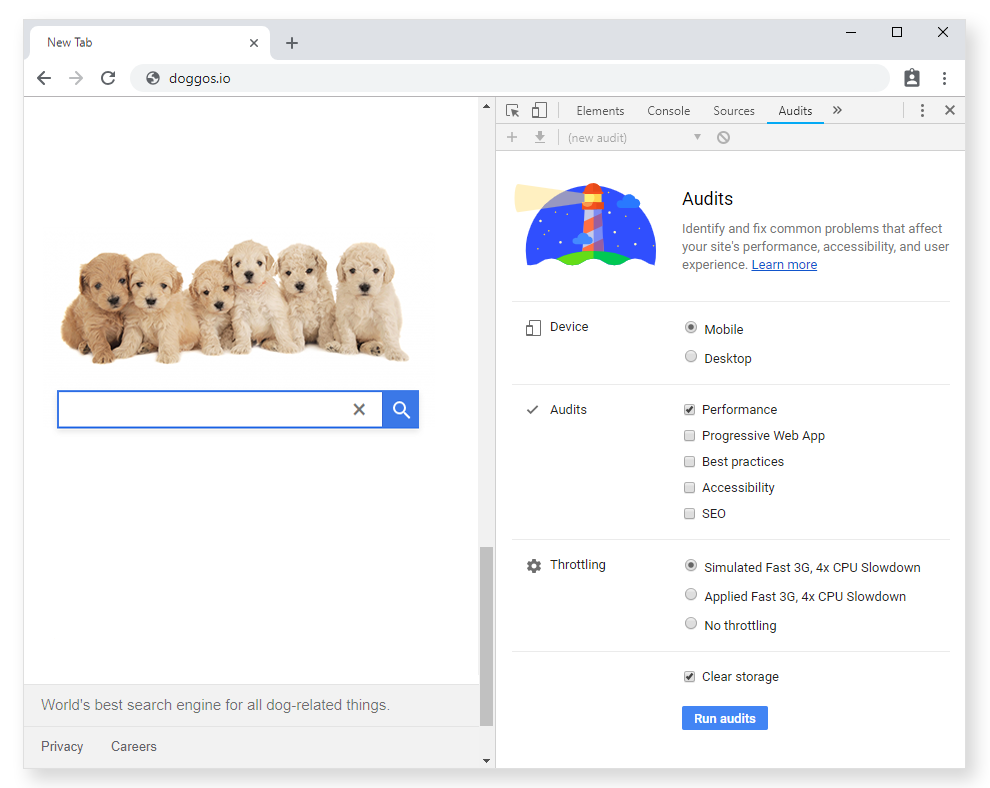 New Tab
doggos.io
Elements Console Sources Audits
(new audit)
Audits
Identify and fix common problems that affect
your site's performance, accessibility, and user
experience. Learn more
Device
Mobile
Desktop
Audits
Performance
Progressive Web App
Best practices
Accessibility
SEO
Throttling
Simulated Fast 3G, 4x CPU Slowdown
Applied Fast 3G, 4x CPU Slowdown
No throttling
Clear storage
Run audits
World's best search engine for all dog-related things.
Privacy Careers